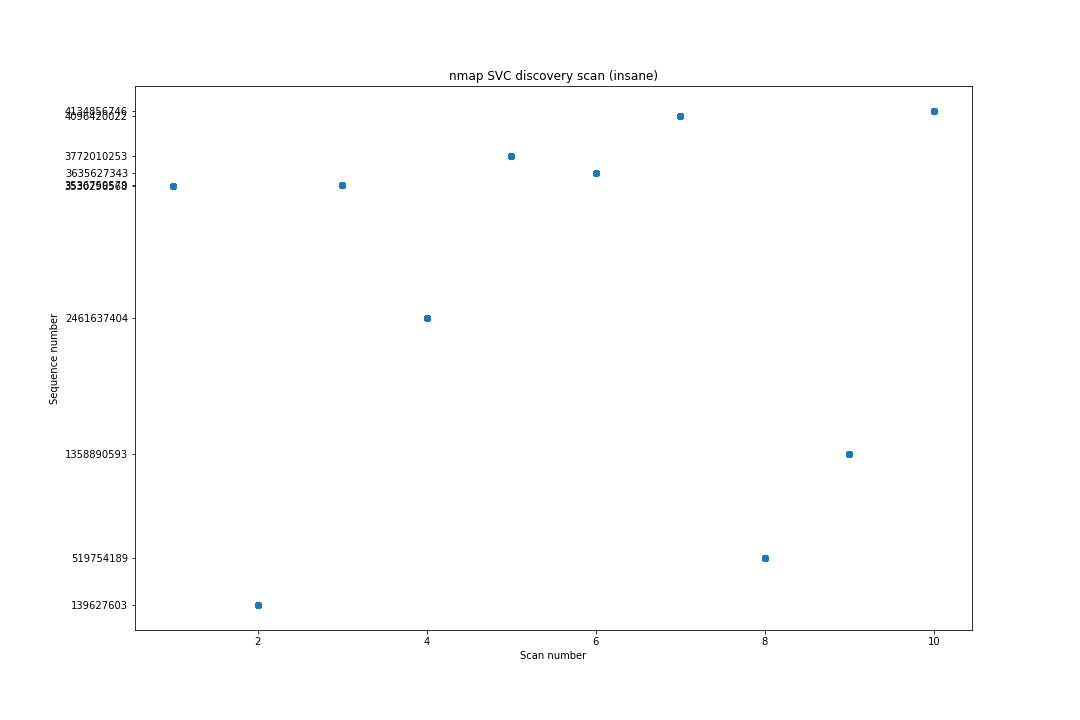 nmap SVC discovery scan (insane)
4134856746
4096420022
3772010253
3635627343
2461637404
1358890593
519754189
139627603
Sequence number
2 4 6 8 10
Scan number